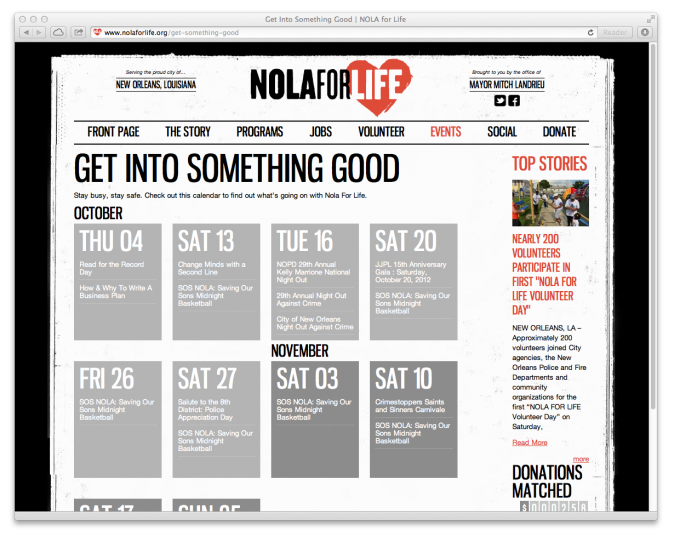 Get Into Something Good | NOLA for Life
www.nolaforlife.org/get-something-good
Reader
Serving the proud city of...
NEW ORLEANS, LOUISIANA
NOLAFORLIFE
Brought to you by the office of
MAYOR MITCH LANDRIEU
FRONT PAGE
THE STORY
PROGRAMS
JOBS
VOLUNTEER
EVENTS
SOCIAL
DONATE
GET INTO SOMETHING GOOD
Stay busy, stay safe. Check out this calendar to find out what's going on with Nola For Life.
OCTOBER
THU 04
Read for the Record
Day
How & Why To Write A
Business Plan
SAT 13
Change Minds with a
Second Line
SOS NOLA: Saving Our
Sons Midnight
Basketball
TUE 16
NOPD 29th Annual
Kelly Marrione National
Night Out
29th Annual Night Out
Against Crime
City of New Orleans
Night Out Against Crime
SAT 20
JJPL 15th Anniversary
Gala : Saturday,
October 20, 2012
SOS NOLA: Saving Our
Sons Midnight
Basketball
FRI 26
SOS NOLA: Saving Our
Sons Midnight
Basketball
SAT 27
Salute to the 8th
District: Police
Appreciation Day
SOS NOLA: Saving Our
Sons Midnight
Basketball
NOVEMBER
SAT 03
SOS NOLA: Saving Our
Sons Midnight
Basketball
SAT 10
Crimestoppers Saints
and Sinners Carnivale
SOS NOLA: Saving Our
Sons Midnight
Basketball
SAT 17
SUN 25
TOP STORIES
NEARLY 200
VOLUNTEERS
PARTICIPATE IN
FIRST "NOLA FOR
LIFE VOLUNTEER
DAY"
NEW ORLEANS, LA –
Approximately 200
volunteers joined City
agencies, the New
Orleans Police and Fire
Departments and
community
organizations for the
first "NOLA FOR LIFE
Volunteer Day" on
Saturday,
Read More
more
DONATIONS
MATCHED
$000258